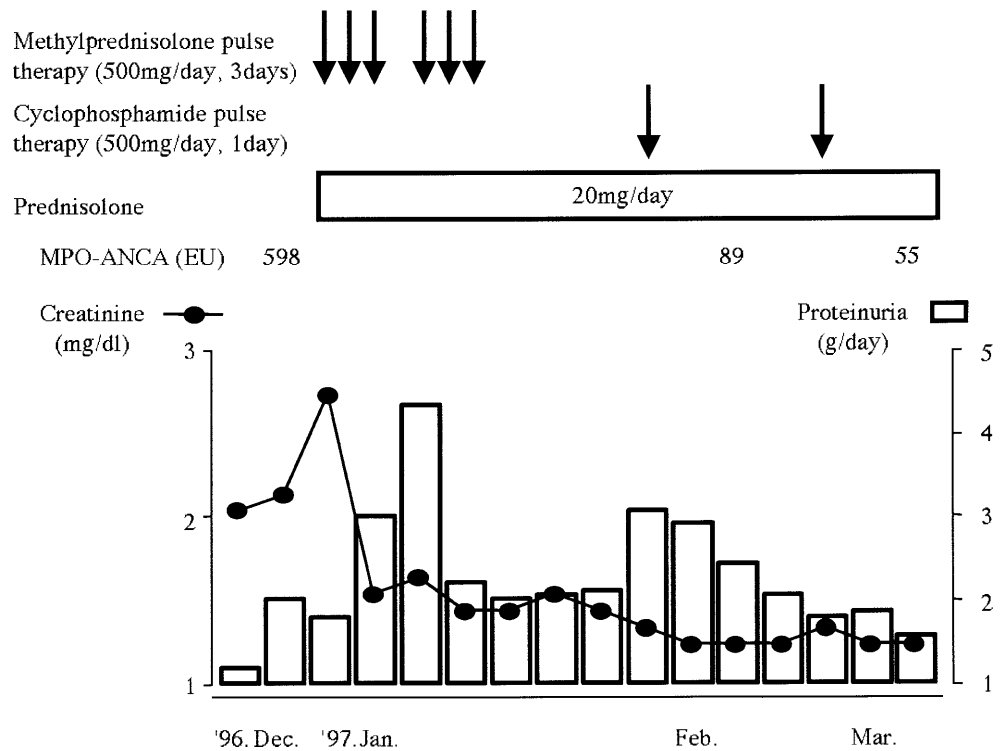 Methylprednisolone pulse
therapy (500mg/day, 3days)
Cyclophosphamide pulse
therapy (500mg/day, 1day)
Prednisolone
20mg/day
MPO-ANCA (EU) 598 89 55
Creatinine
(mg/dl)
Proteinuria
(g/day)
3
2
1
5
4
3
2
1
'96. Dec. '97. Jan. Feb. Mar.